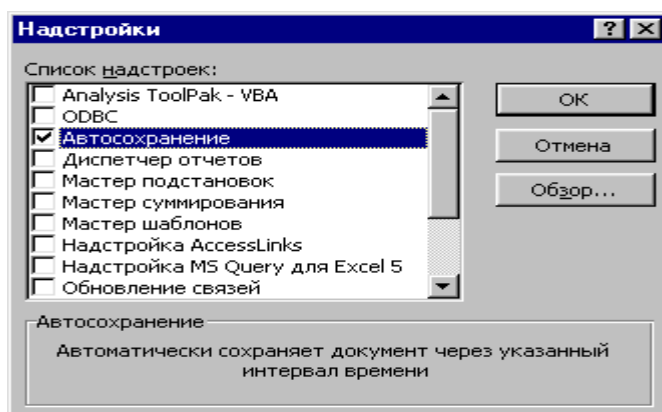 Надстройки
Список надстроек:
Analysis ToolPak - VBA
ODBC
Автосохранение
Диспетчер отчетов
Мастер подстановок
Мастер суммирования
Мастер шаблонов
Надстройка AccessLinks
Надстройка MS Query для Excel 5
Обновление связей
OK
Отмена
Обзор...
Автосохранение
Автоматически сохраняет документ через указанный
интервал времени